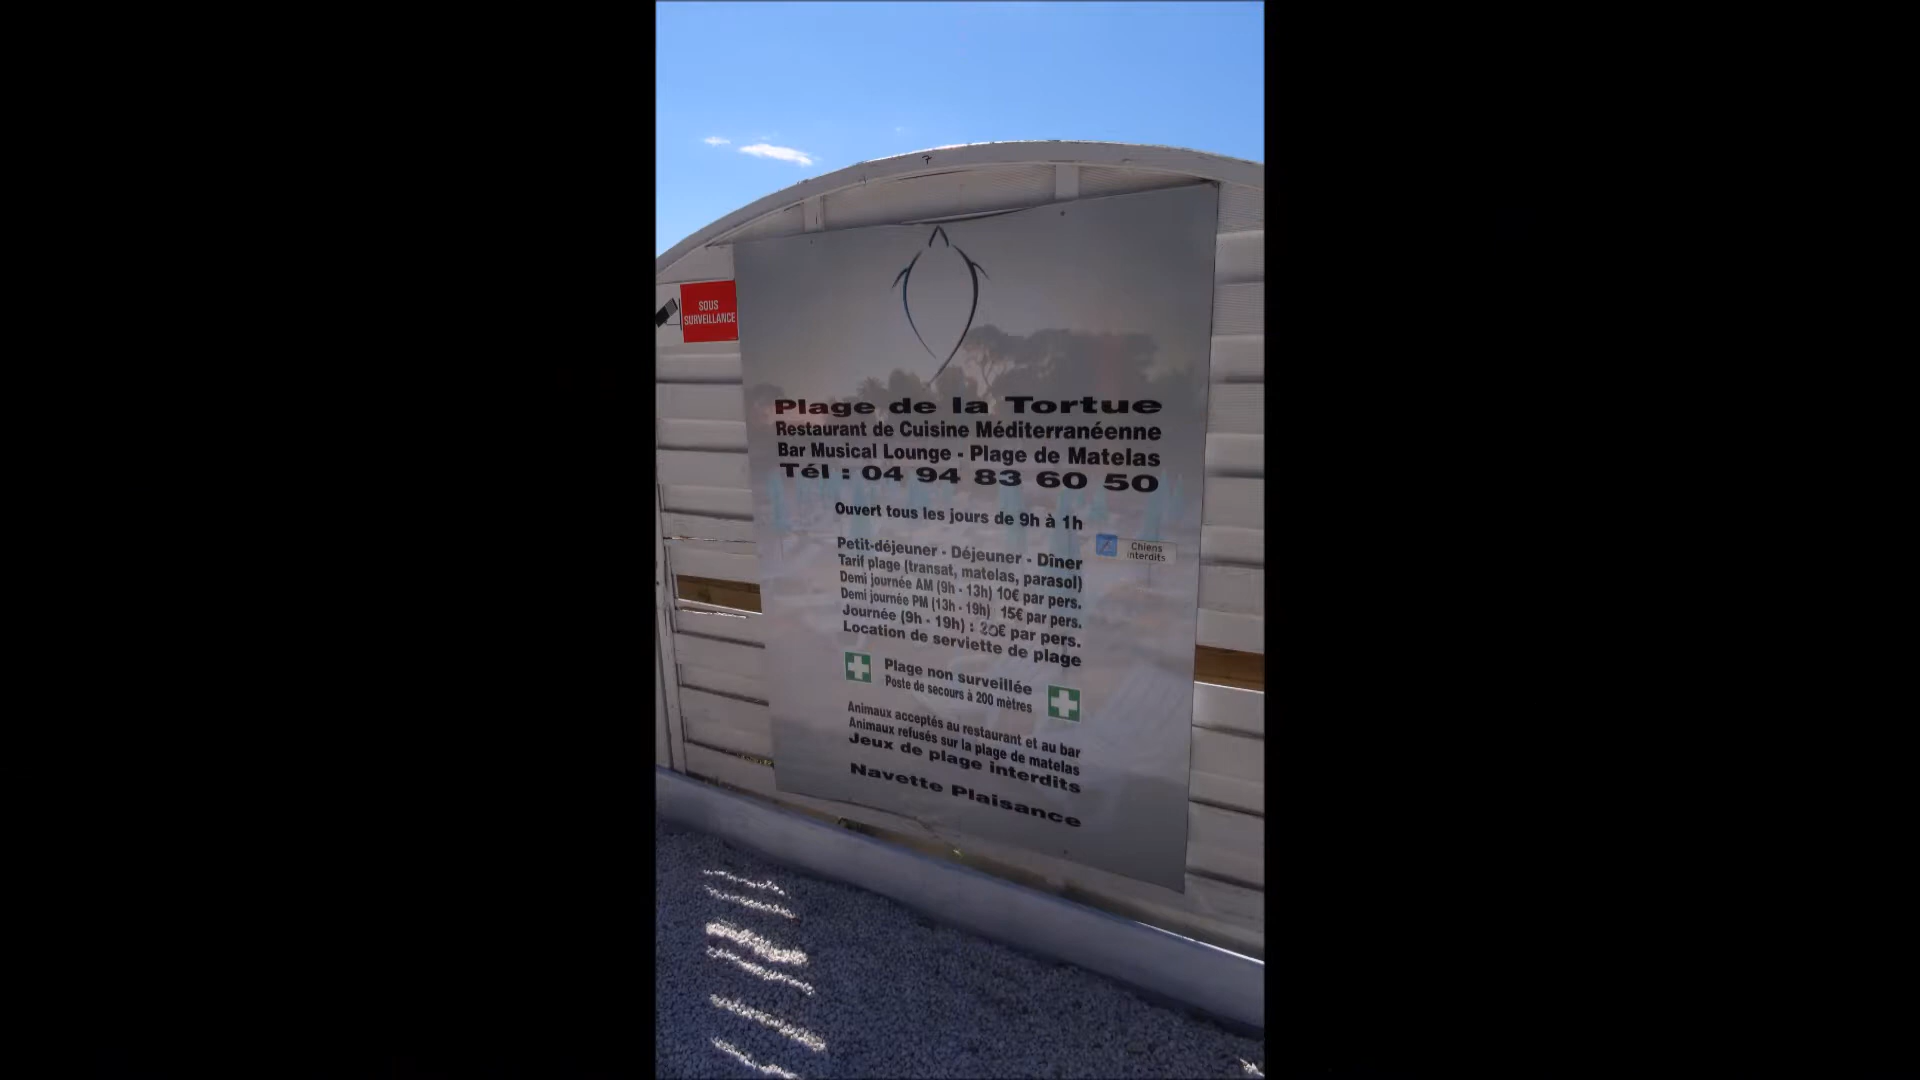 SOUS
SURVEILLANCE
Plage de la Tortue
Restaurant de Cuisine Méditerranéenne
Bar Musical Lounge - Plage de Matelas
Tél : 04 94 83 60 50
Ouvert tous les jours de 9h à 1h
Petit-déjeuner - Déjeuner - Dîner
Chiens
interdits
Tarif plage (transat, matelas, parasol)
Demi journée AM (9h - 13h) 10€ par pers.
Demi journée PM (13h - 19h) 15€ par pers.
Journée (9h - 19h) : 20€ par pers.
Location de serviette de plage
Plage non surveillée
Poste de secours à 200 mètres
Animaux acceptés au restaurant et au bar
Animaux refusés sur la plage de matelas
Jeux de plage interdits
Navette Plaisance